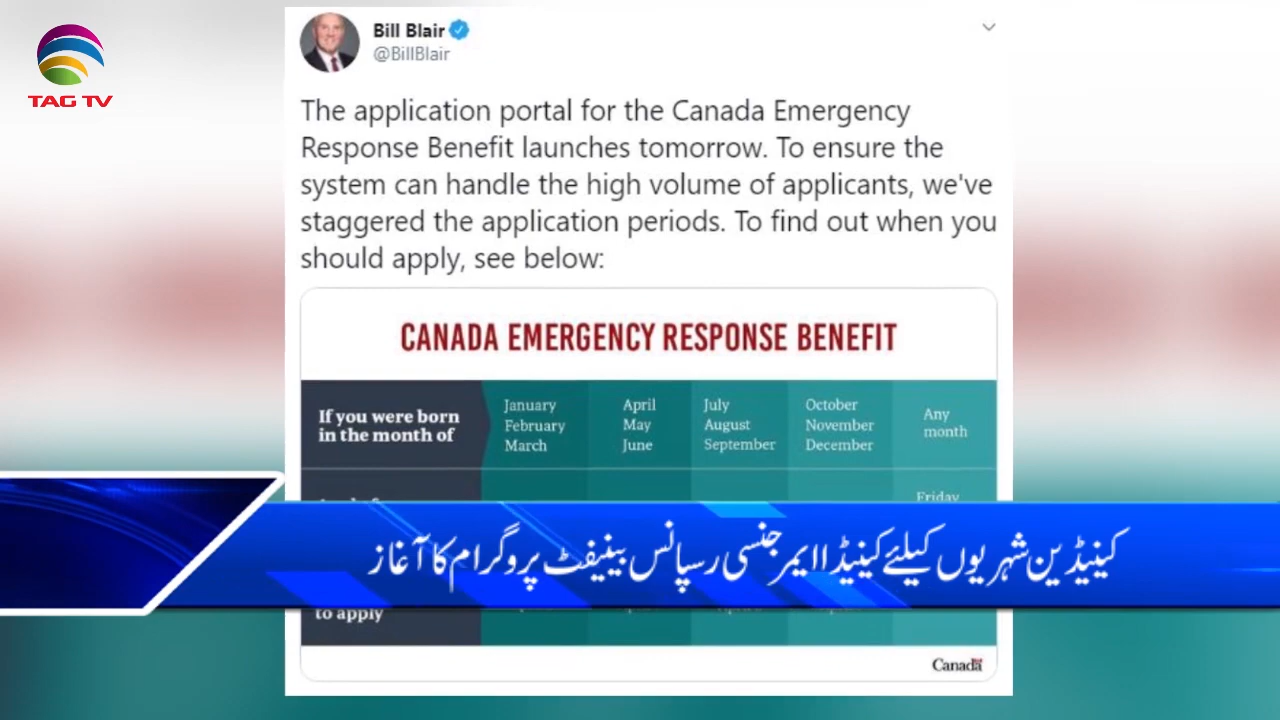 TAG TV
Bill Blair
@BillBlair
The application portal for the Canada Emergency
Response Benefit launches tomorrow. To ensure the
system can handle the high volume of applicants, we've
staggered the application periods. To find out when you
should apply, see below:
CANADA EMERGENCY RESPONSE BENEFIT
If you were born
in the month of
January
February
March
April
May
June
July
August
September
October
November
December
Any
month
Friday
کینیڈین شہریوں کیلئے کینیڈا ایمرجنسی رسپانس بینیفٹ پروگرام کا آغاز
to apply
Canada